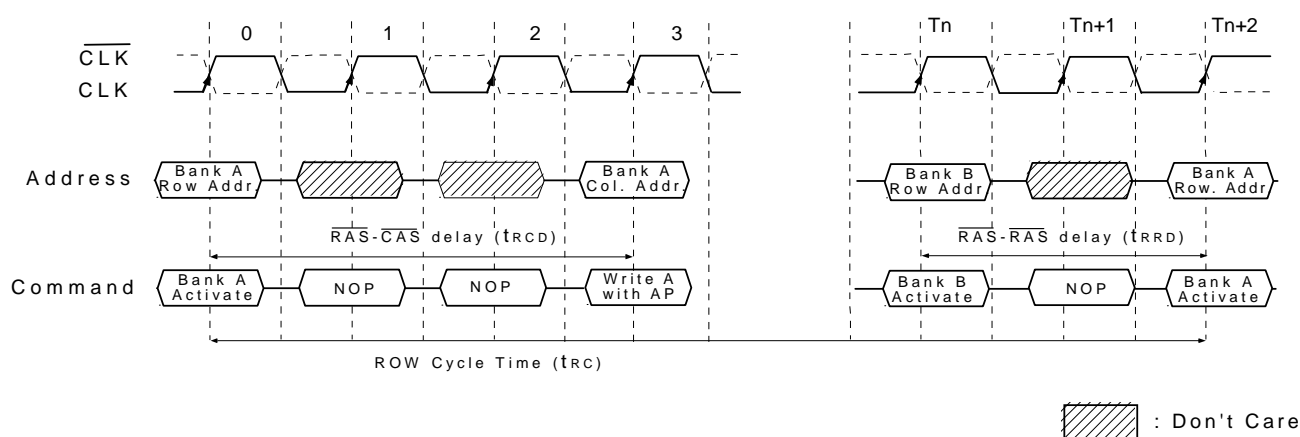 0 1 2 3 Tn Tn+1 Tn+2
CLK
CLK
Address
Bank A
Row Addr.
Bank A
Col. Addr.
Bank B
Row Addr
Bank A
Row. Addr
RAS-CAS delay (tRCD)
RAS-RAS delay (tRRD)
Command
Bank A
Activate
NOP
NOP
Write A
with AP
Bank B
Activate
NOP
Bank A
Activate
ROW Cycle Time (tRC)
: Don't Care